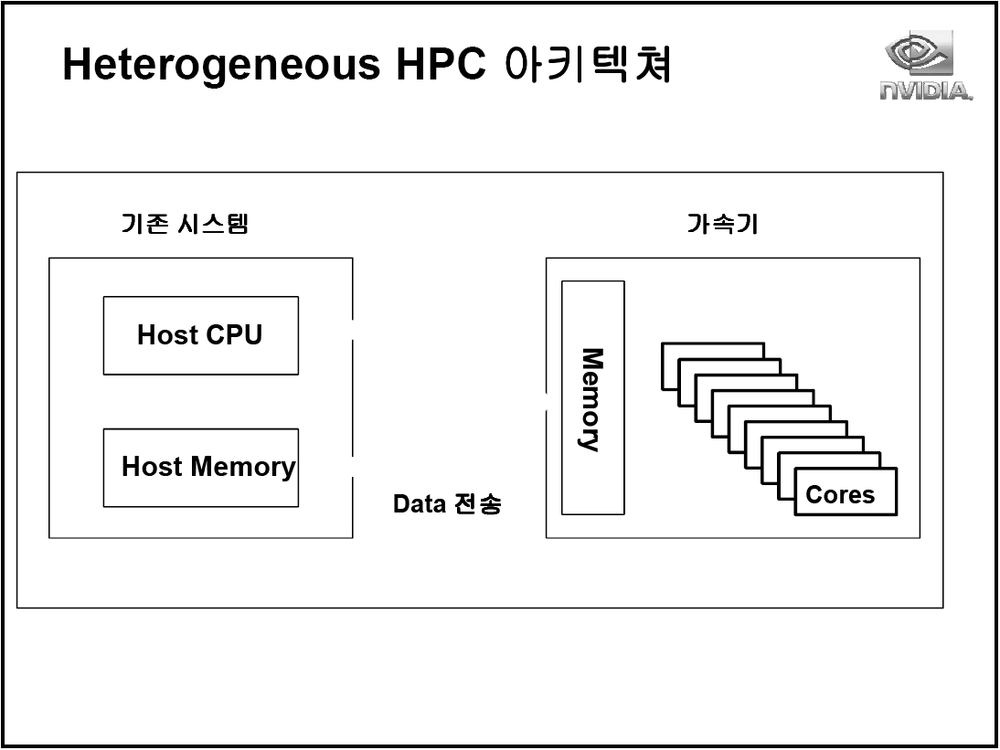 Heterogeneous HPC 아키텍쳐
NVIDIA.
기존 시스템
가속기
Host CPU
Memory
Host Memory
Data 전송
Cores